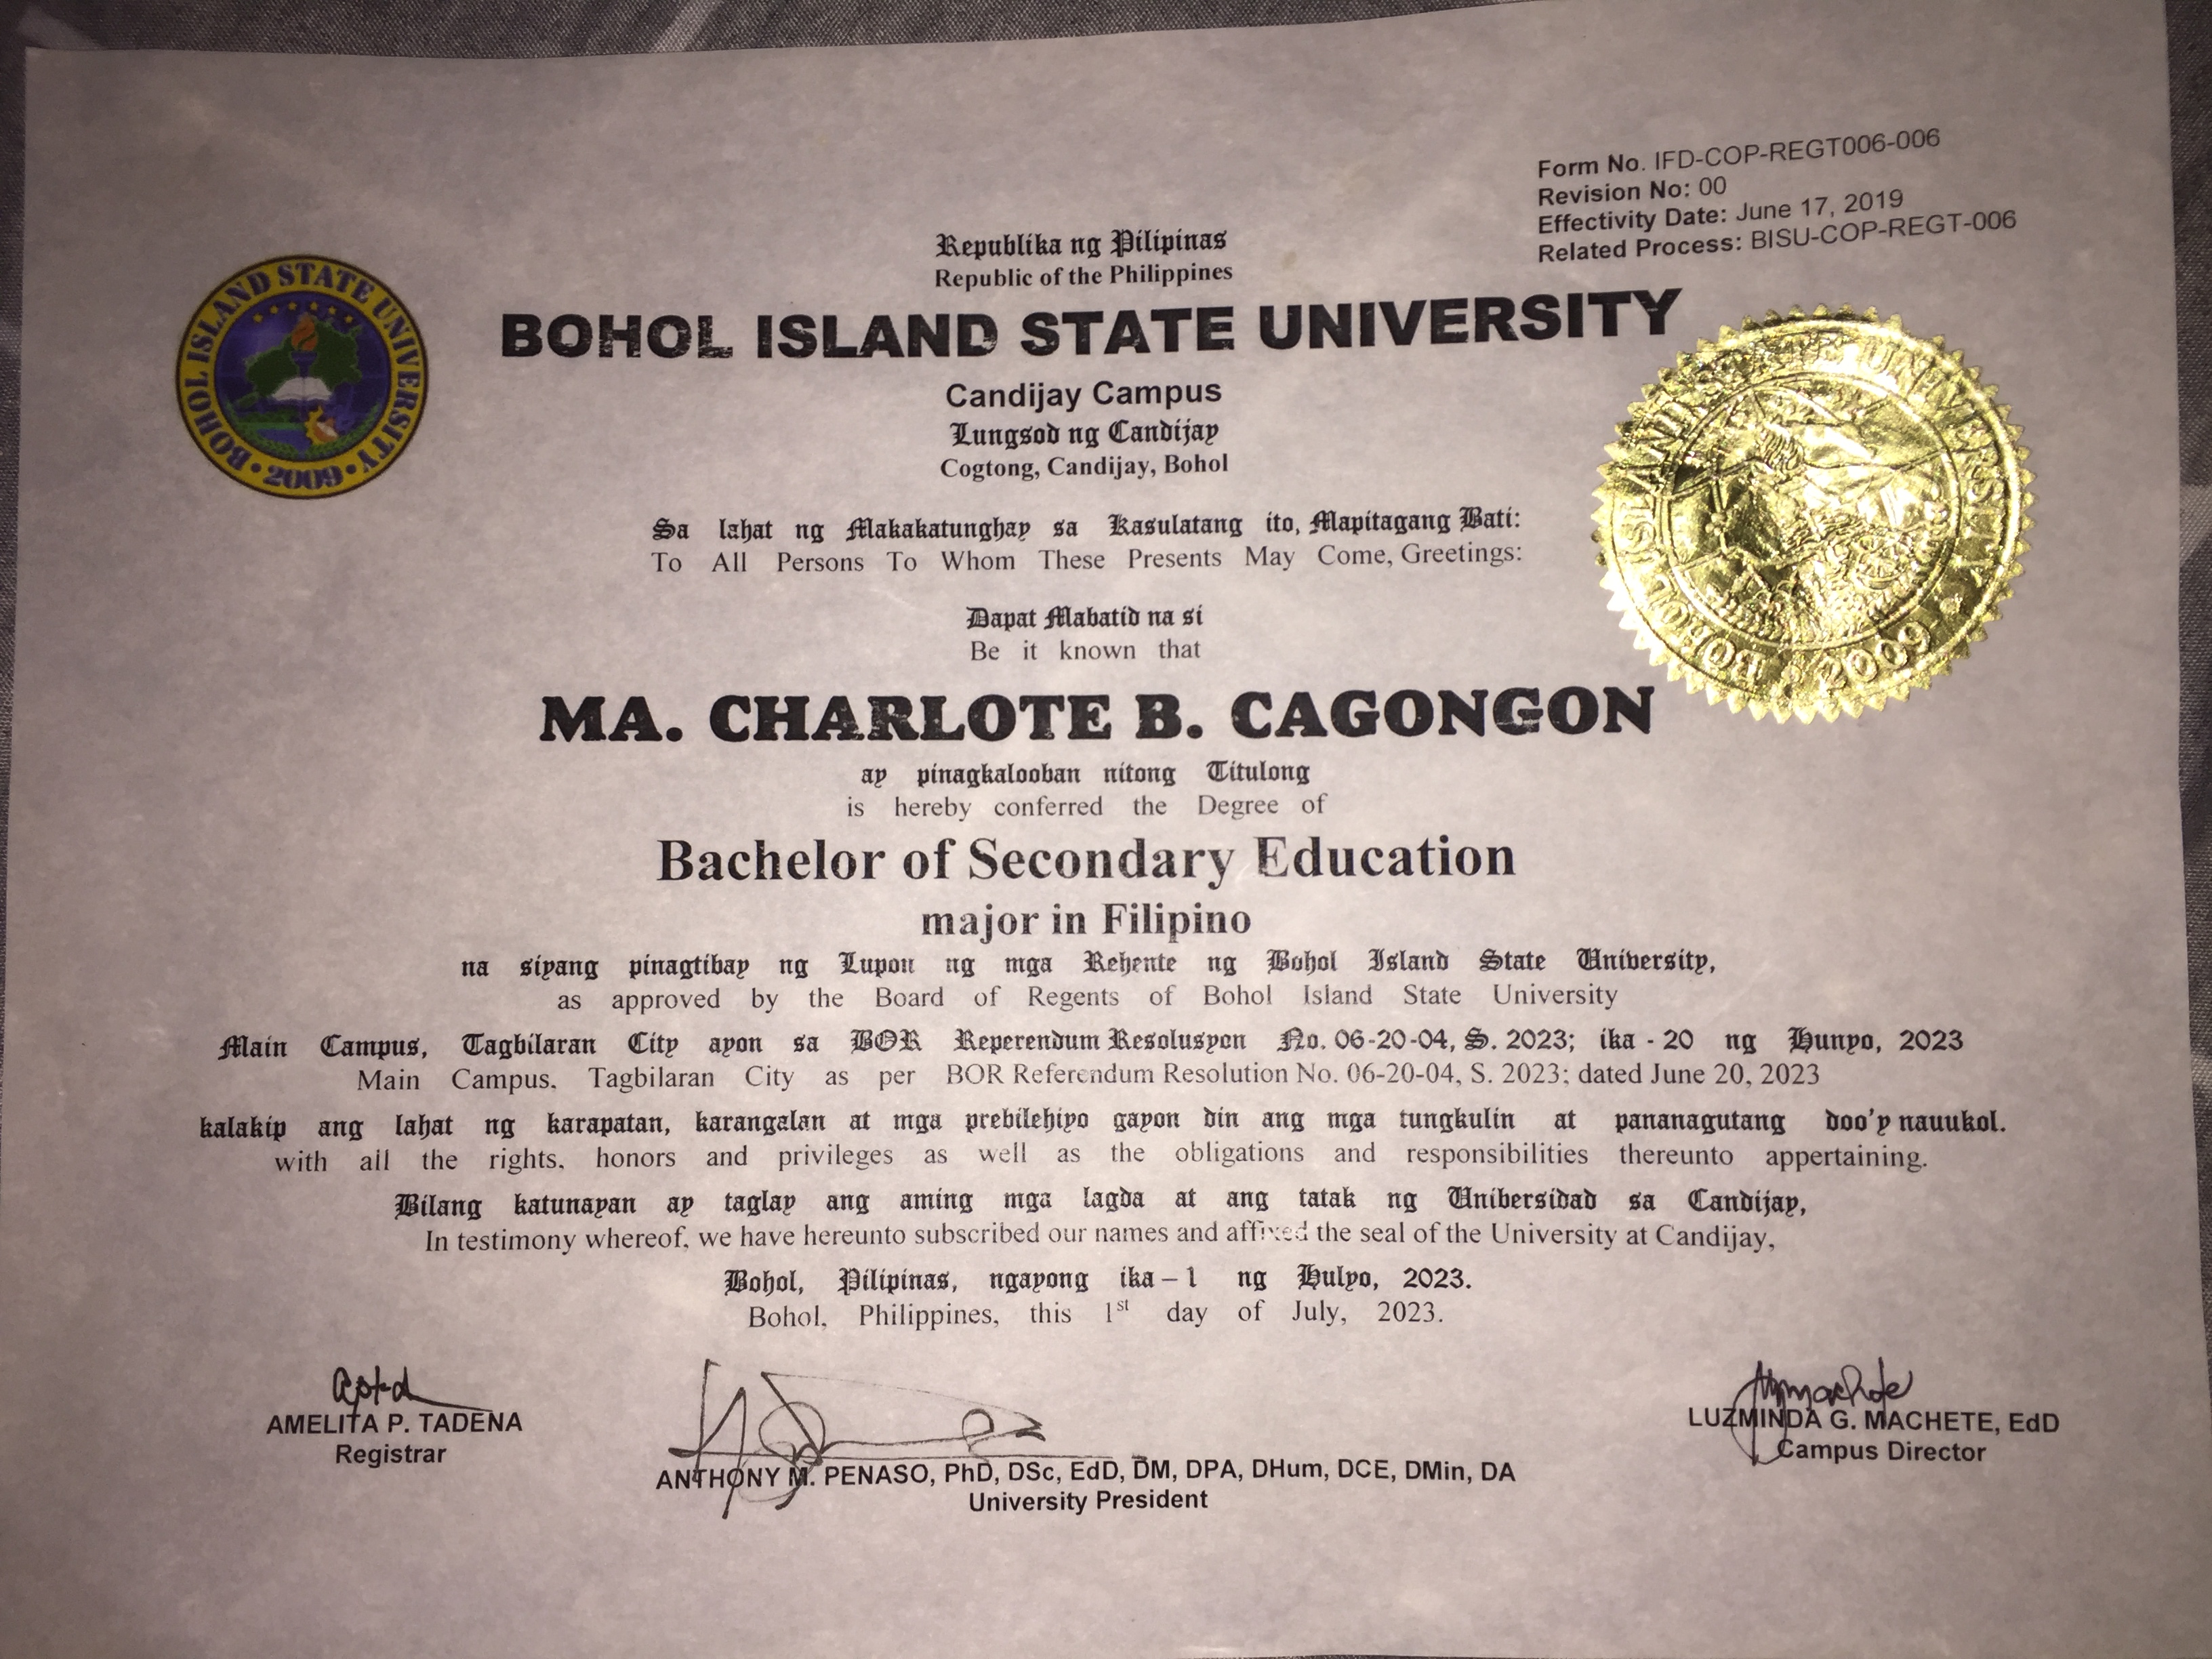 Form No. IFD-COP-REGT006-006
Revision No: 00
Effectivity Date: June 17, 2019
Related Process: BISU-COP-REGT-006
Republika ng Pilipinas
Republic of the Philippines
BOHOL ISLAND STATE UNIVERSITY
BOHOL ISLAND STATE UNIVERSITY
• 2009 •
Candijay Campus
Lungsod ng Candijay
Cogtong, Candijay, Bohol
BOHOL ISLAND STATE UNIVERSITY
2009
Sa lahat ng Makakatunghay sa Kasulatang ito, Mapitagang Bati:
To All Persons To Whom These Presents May Come, Greetings:
Dapat Mabatid na si
Be it known that
MA. CHARLOTE B. CAGONGON
ay pinagkalooban nitong Titulong
is hereby conferred the Degree of
Bachelor of Secondary Education
major in Filipino
na siyang pinagtibay ng Lupon ng mga Rehente ng Bohol Island State University,
as approved by the Board of Regents of Bohol Island State University
Main Campus, Tagbilaran City ayon sa BOR Reperendum Resolusyon No. 06-20-04, S. 2023; ika - 20 ng Hunyo, 2023
Main Campus, Tagbilaran City as per BOR Referendum Resolution No. 06-20-04, S. 2023; dated June 20, 2023
kalakip ang lahat ng karapatan, karangalan at mga prebilehiyo gayon din ang mga tungkulin at pananagutang doo'y nauukol.
with all the rights, honors and privileges as well as the obligations and responsibilities thereunto appertaining.
Bilang katunayan ay taglay ang aming mga lagda at ang tatak ng Unibersidad sa Candijay,
In testimony whereof, we have hereunto subscribed our names and affixed the seal of the University at Candijay,
Bohol, Pilipinas, ngayong ika – 1 ng Hulyo, 2023.
Bohol, Philippines, this 1st day of July, 2023.
AMELITA P. TADENA
Registrar
ANTHONY M. PENASO, PhD, DSc, EdD, DM, DPA, DHum, DCE, DMin, DA
University President
LUZMINDA G. MACHETE, EdD
Campus Director